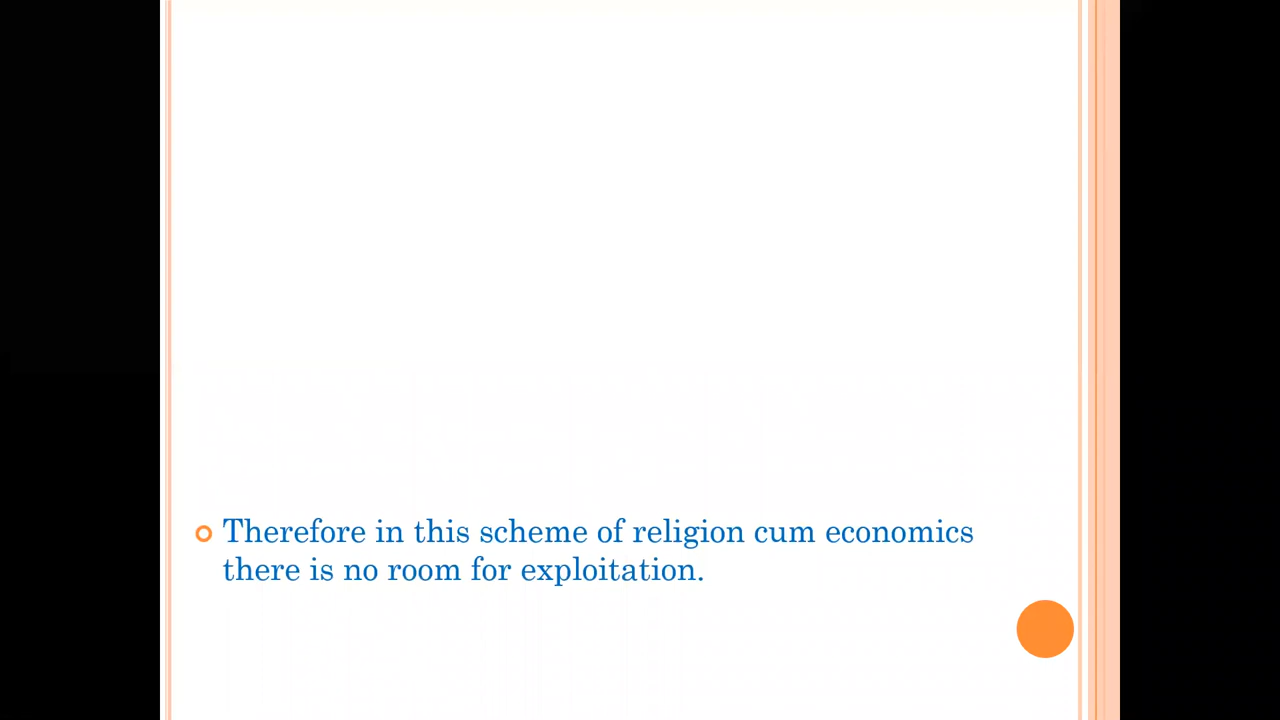 Therefore in this scheme of religion cum economics
there is no room for exploitation.